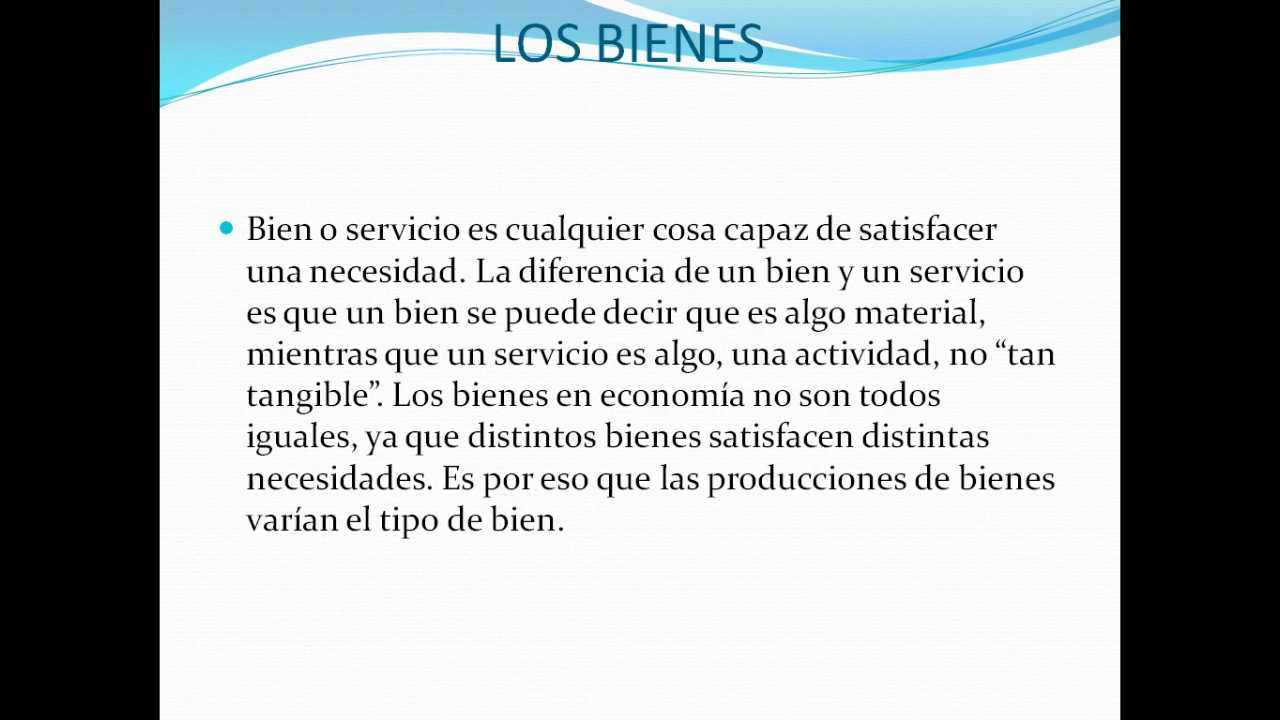 LOS BIENES
Bien o servicio es cualquier cosa capaz de satisfacer
una necesidad. La diferencia de un bien y un servicio
es que un bien se puede decir que es algo material,
mientras que un servicio es algo, una actividad, no “tan
tangible”. Los bienes en economía no son todos
iguales, ya que distintos bienes satisfacen distintas
necesidades. Es por eso que las producciones de bienes
varían el tipo de bien.